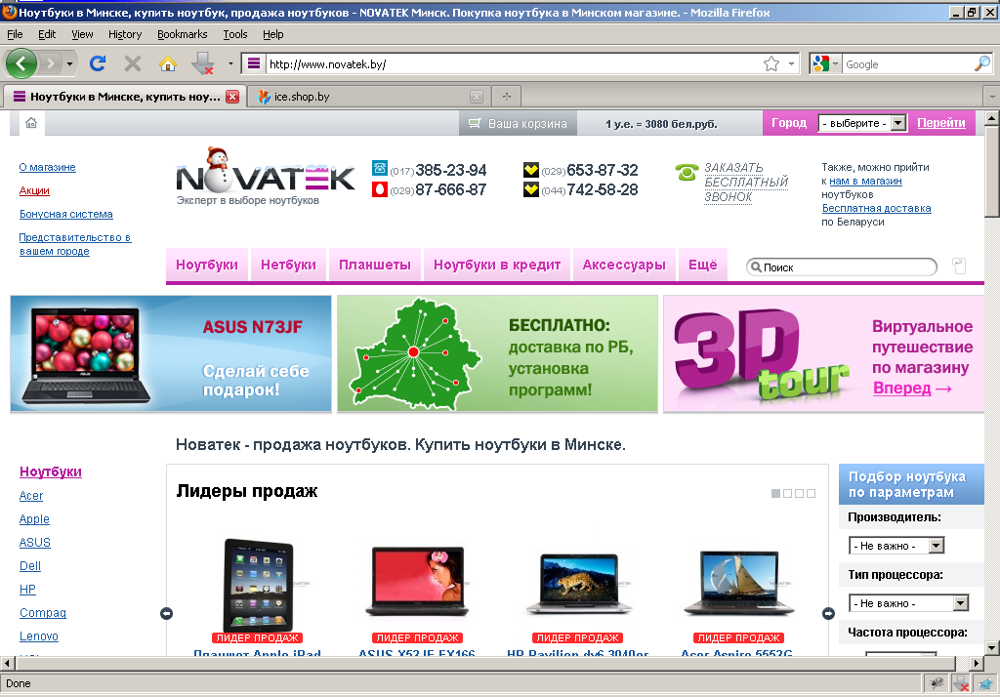 Ноутбуки в Минске, купить ноутбук, продажа ноутбуков - NOVATEK Минск. Покупка ноутбука в Минском магазине. - Mozilla Firefox
File Edit View History Bookmarks Tools Help
http://www.novatek.by/
Google
Ноутбуки в Минске, купить ноу...
ice.shop.by
Ваша корзина
1 у.е. = 3080 бел.руб.
Город
- выберите -
Перейти
О магазине
Акции
Бонусная система
Представительство в
вашем городе
NOVATEK
Эксперт в выборе ноутбуков
(017) 385-23-94
(029) 87-666-87
(029) 653-87-32
(044) 742-58-28
ЗАКАЗАТЬ
БЕСПЛАТНЫЙ
ЗВОНОК
Также, можно прийти
к нам в магазин
ноутбуков
Бесплатная доставка
по Беларуси
Ноутбуки
Нетбуки
Планшеты
Ноутбуки в кредит
Аксессуары
Ещё
Поиск
ASUS N73JF
Сделай себе
подарок!
БЕСПЛАТНО:
доставка по РБ,
установка
программ!
3D
tour
Виртуальное
путешествие
по магазину
Вперед →
Новатек - продажа ноутбуков. Купить ноутбуки в Минске.
Ноутбуки
Acer
Apple
ASUS
Dell
HP
Compaq
Lenovo
Лидеры продаж
ЛИДЕР ПРОДАЖ
Планшет Apple iPad
ЛИДЕР ПРОДАЖ
ASUS X52JE EX166
ЛИДЕР ПРОДАЖ
HP Pavilion dv6-3040er
ЛИДЕР ПРОДАЖ
Acer Aspire 5552G
Подбор ноутбука
по параметрам
Производитель:
- Не важно -
Тип процессора:
- Не важно -
Частота процессора:
Done